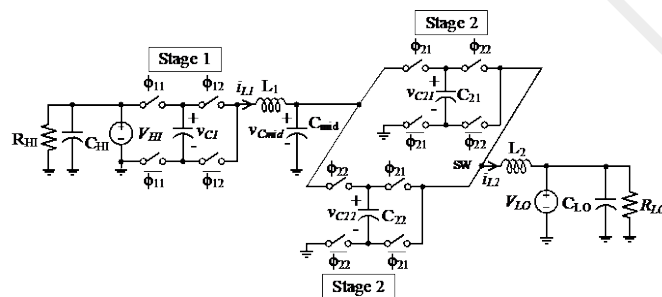 Stage 2
Stage 1
ϕ21 ϕ22
ϕ11 ϕ12 iL1 L1
+ vC21 - C21
RHI CHI VHI + vC1 - + vCmid - Cmid
ϕ21 ϕ22
ϕ11 ϕ12
ϕ22 ϕ21 SW L2
iL2
+ vC22 - C22
VLO CLO RLO
ϕ22 ϕ21
Stage 2